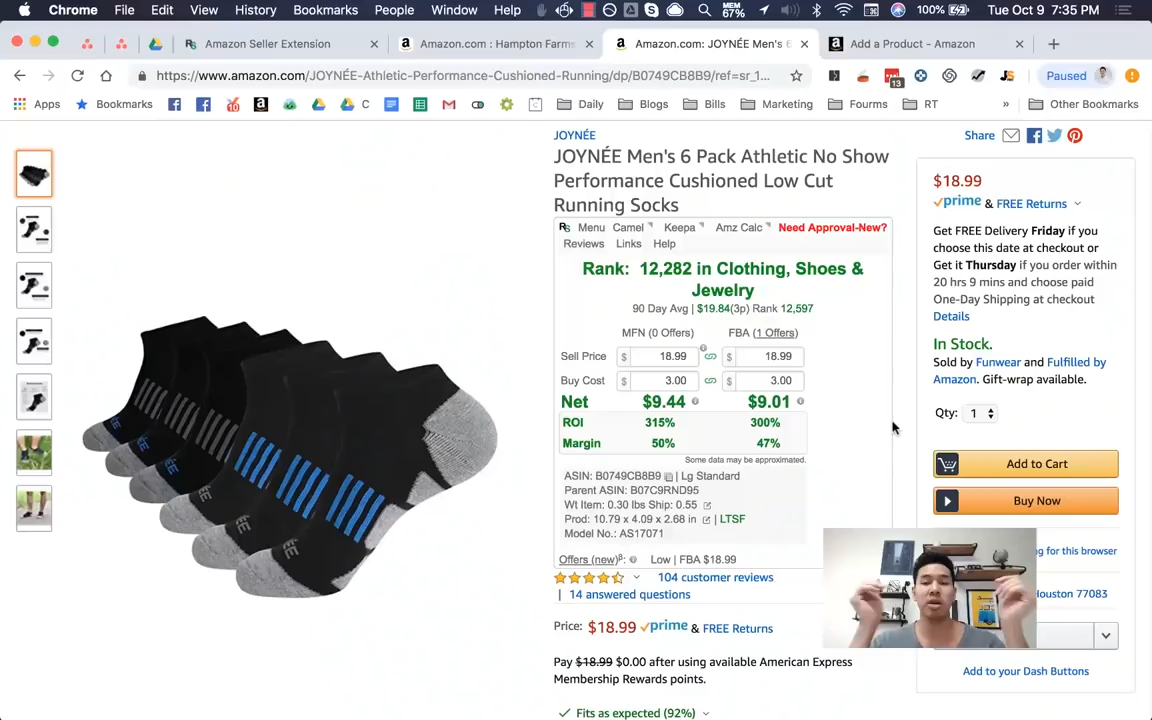 Chrome File Edit View History Bookmarks People Window Help MEM 67% 100% Tue Oct 9 7:35 PM
Amazon Seller Extension Amazon.com : Hampton Farms Amazon.com: JOYNÉE Men's 6 Add a Product - Amazon
https://www.amazon.com/JOYNÉE-Athletic-Performance-Cushioned-Running/dp/B0749CB8B9/ref=sr_1... 13 Paused
Apps Bookmarks C Daily Blogs Bills Marketing Fourms RT » Other Bookmarks
JOYNÉE
JOYNÉE Men's 6 Pack Athletic No Show
Performance Cushioned Low Cut
Running Socks
RS Menu Camel Keepa Amz Calc Need Approval-New?
Reviews Links Help
Rank: 12,282 in Clothing, Shoes &
Jewelry
90 Day Avg | $19.84(3p) Rank 12,597
MFN (0 Offers) FBA (1 Offers)
Sell Price $ 18.99 $ 18.99
Buy Cost $ 3.00 $ 3.00
Net $9.44 $9.01
ROI 315% 300%
Margin 50% 47%
Some data may be approximated.
ASIN: B0749CB8B9 | Lg Standard
Parent ASIN: B07C9RND95
Wt Item: 0.30 lbs Ship: 0.55
Prod: 10.79 x 4.09 x 2.68 in | LTSF
Model No.: AS17071
Offers (new)β: Low | FBA $18.99
104 customer reviews
| 14 answered questions
Price: $18.99 prime & FREE Returns
Pay $18.99 $0.00 after using available American Express
Membership Rewards points.
Fits as expected (92%)
Share
$18.99
prime & FREE Returns
Get FREE Delivery Friday if you
choose this date at checkout or
Get it Thursday if you order within
20 hrs 9 mins and choose paid
One-Day Shipping at checkout
Details
In Stock.
Sold by Funwear and Fulfilled by
Amazon. Gift-wrap available.
Qty: 1
Add to Cart
Buy Now
ng for this browser
Houston 77083
Add to your Dash Buttons